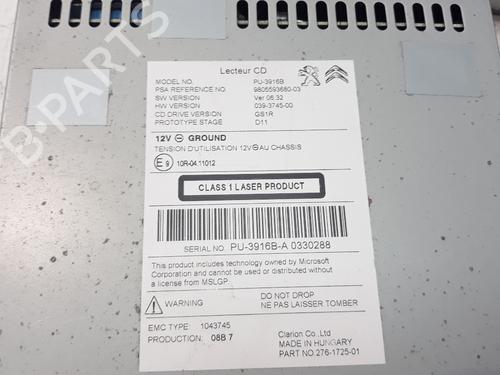 B-PARTS
Lecteur CD
MODEL NO. PU-3916B
PSA REFERENCE NO. 9805593680-03
SW VERSION Ver 06:32
HW VERSION 039-3745-00
CD DRIVE VERSION GS1R
PROTOTYPE STAGE D11
12V ⊖ GROUND
TENSION D'UTILISATION 12V ⊖ AU CHASSIS
E9 10R-04.11012
CLASS 1 LASER PRODUCT
SERIAL NO. PU-3916B-A 0330288
This product includes technology owned by Microsoft
Corporation and cannot be used or distributed without
a license from MSLGP.
WARNING
DO NOT DROP
NE PAS LAISSER TOMBER
EMC TYPE: 1043745
PRODUCTION: 08B 7
Clarion Co.,Ltd
MADE IN HUNGARY
PART NO.276-1725-01